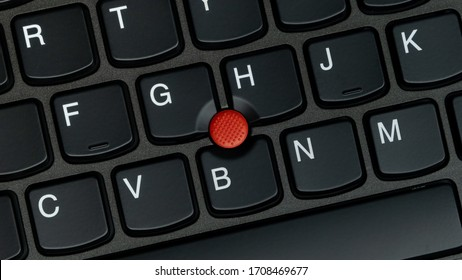 R T Y
F G H J K
C V B N M
shutterstock.com · 1708469677